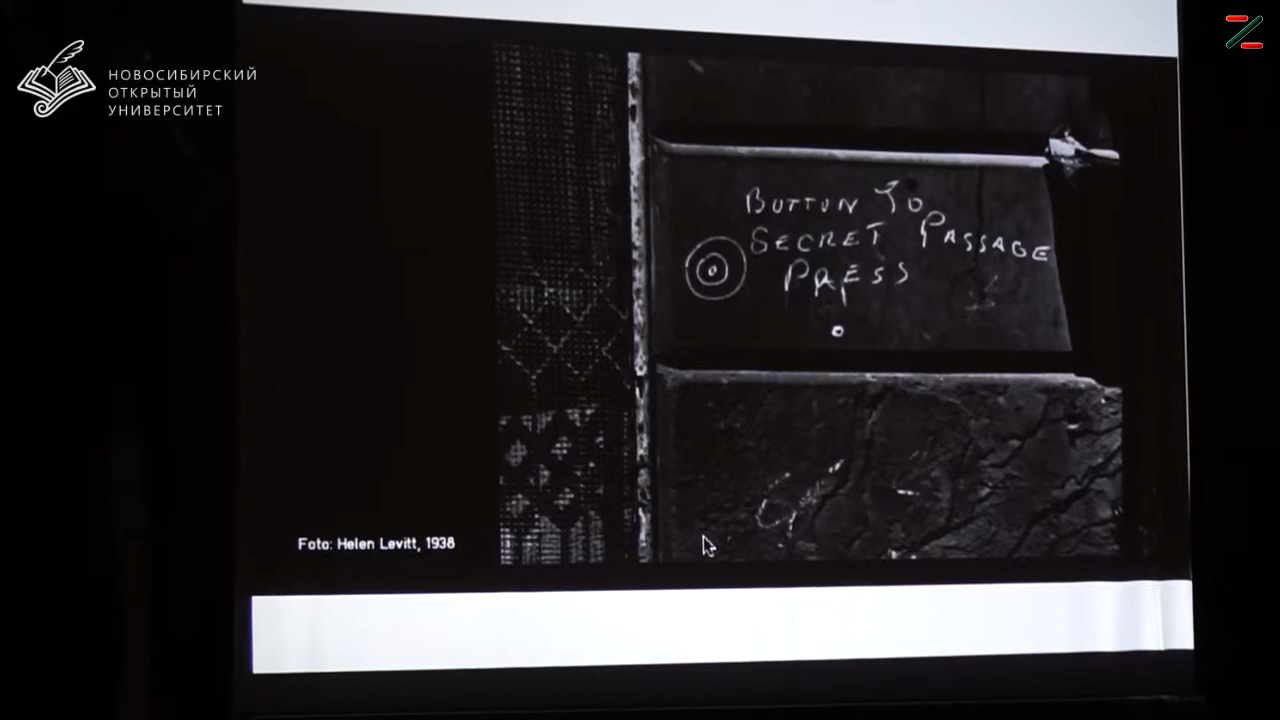 НОВОСИБИРСКИЙ
ОТКРЫТЫЙ
УНИВЕРСИТЕТ
BUTTON TO
SECRET PASSAGE
PRESS
Foto: Helen Levitt, 1938